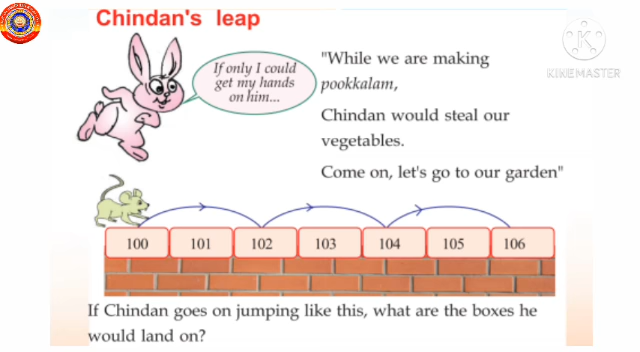 Chindan's leap
If only I could
get my hands
on him...
"While we are making
pookkalam,
Chindan would steal our
vegetables.
Come on, let's go to our garden"
KINEMASTER
100 101 102 103 104 105 106
If Chindan goes on jumping like this, what are the boxes he
would land on?